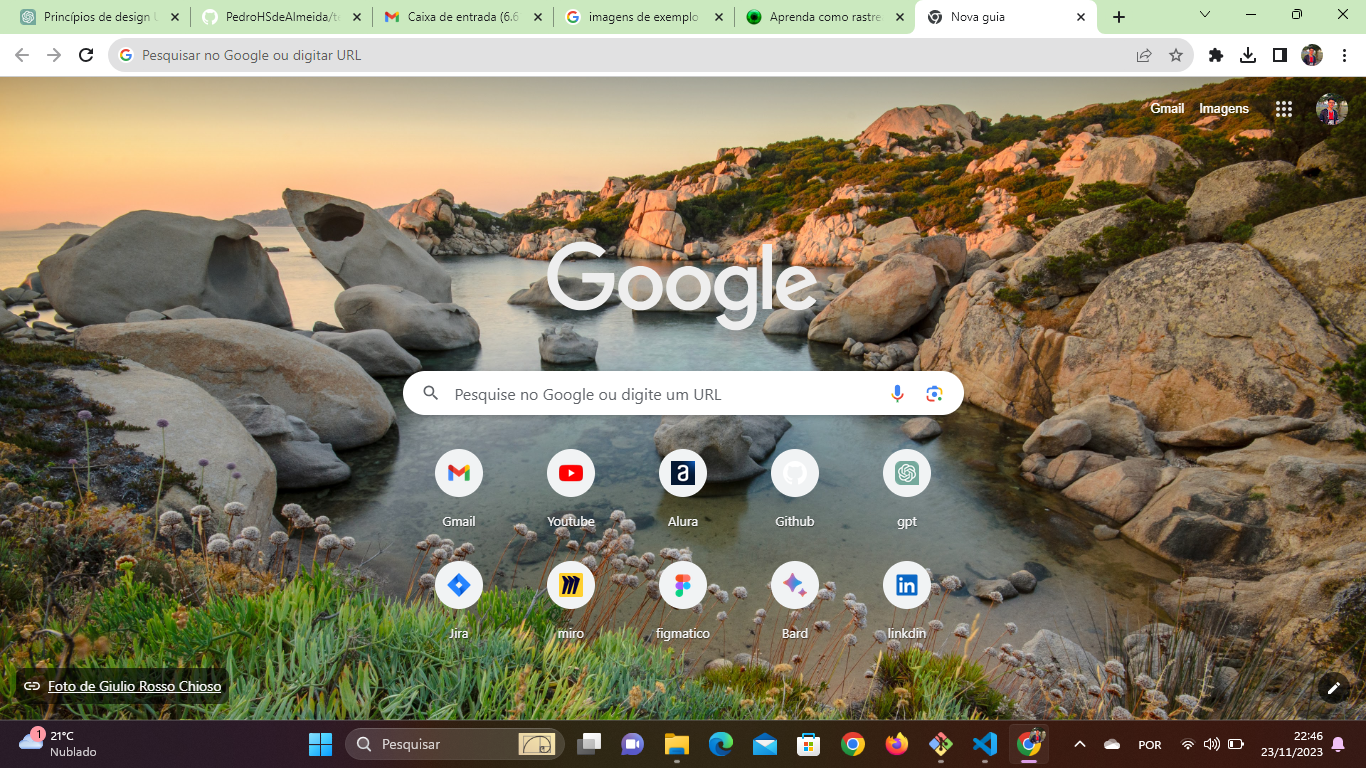 Princípios de design U
PedroHSdeAlmeida/te
Caixa de entrada (6.6
imagens de exemplo
Aprenda como rastre
Nova guia
Pesquisar no Google ou digitar URL
Gmail
Imagens
Google
Pesquise no Google ou digite um URL
Gmail
Youtube
Alura
Github
gpt
Jira
miro
figmatico
Bard
linkdin
Foto de Giulio Rosso Chioso
1
21°C
Nublado
Pesquisar
POR
22:46
23/11/2023